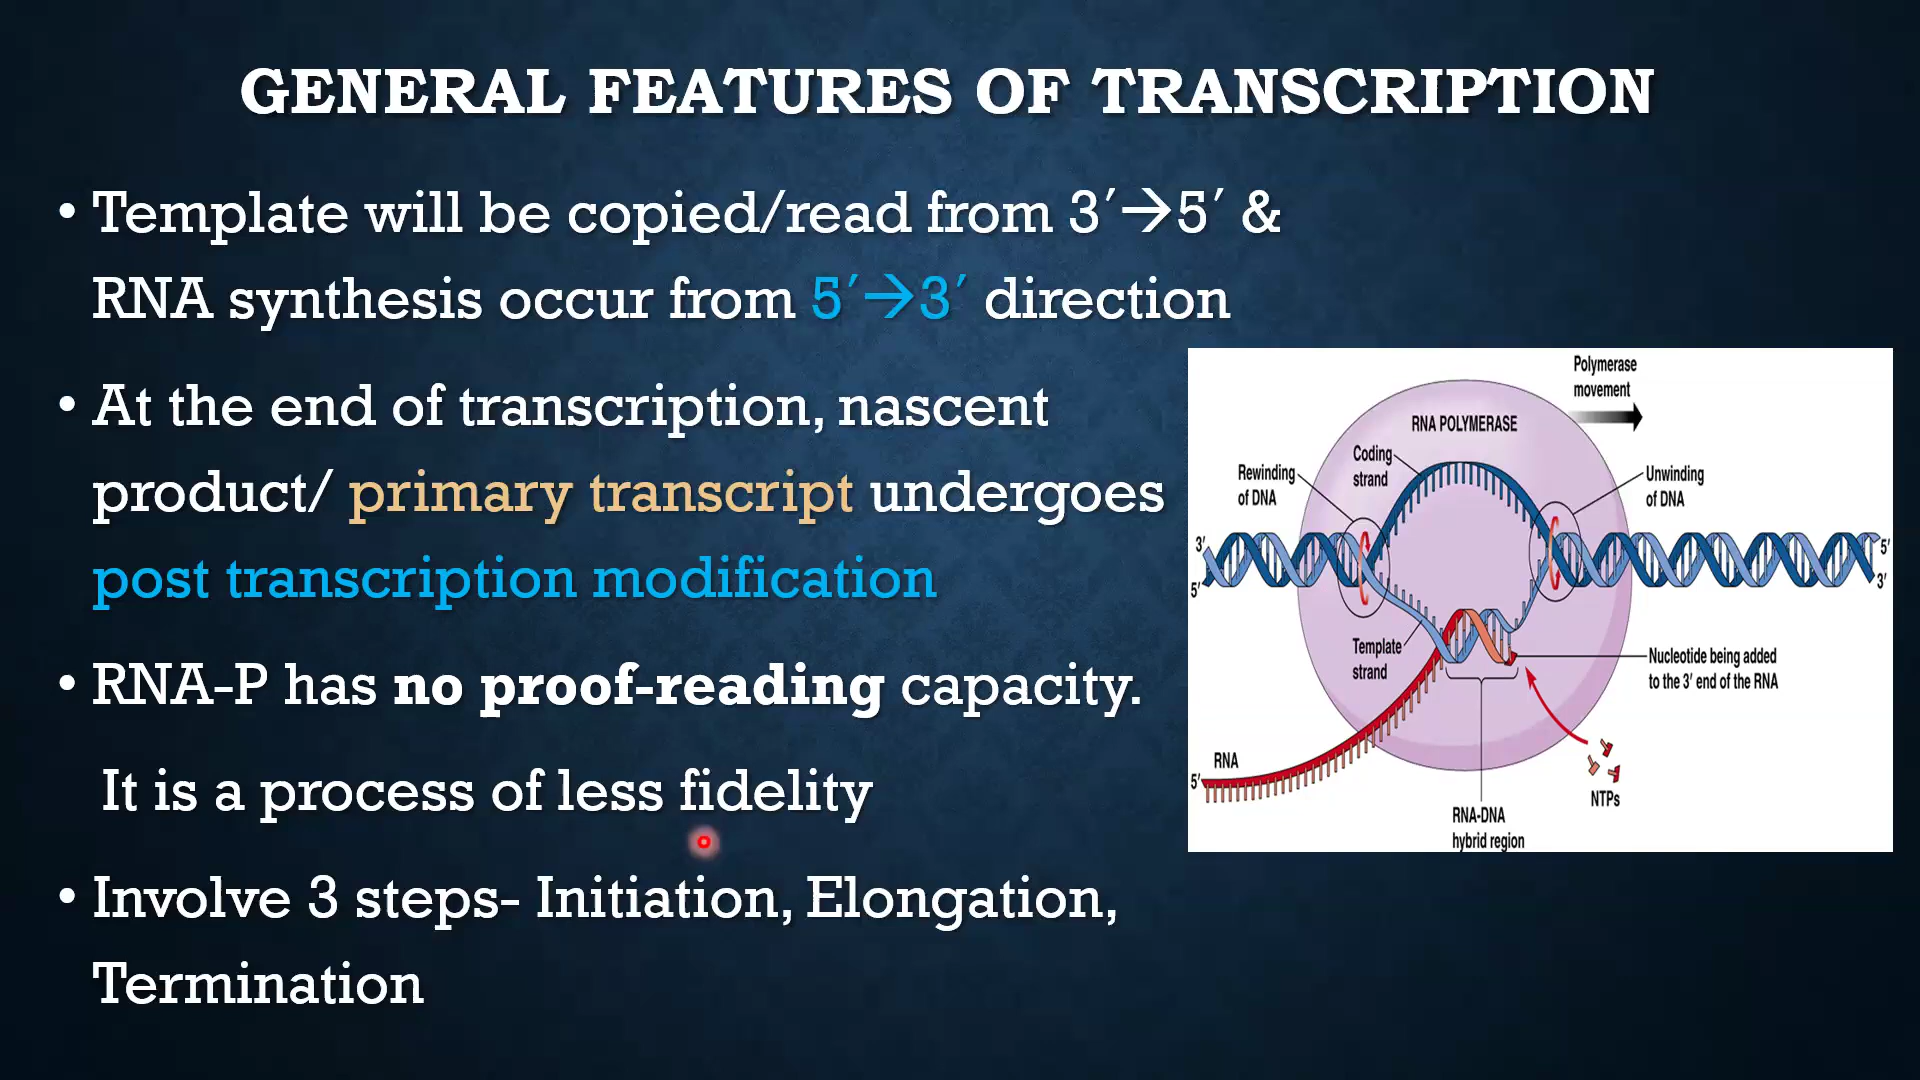 GENERAL FEATURES OF TRANSCRIPTION
• Template will be copied/read from 3′→5′ &
RNA synthesis occur from 5′→3′ direction
• At the end of transcription, nascent
product/ primary transcript undergoes
post transcription modification
• RNA-P has no proof-reading capacity.
It is a process of less fidelity
• Involve 3 steps- Initiation, Elongation,
Termination
Polymerase
movement
RNA POLYMERASE
Coding
strand
Rewinding
of DNA
Unwinding
of DNA
3′
5′
5′
3′
Template
strand
Nucleotide being added
to the 3′ end of the RNA
RNA
5′
NTPs
RNA-DNA
hybrid region